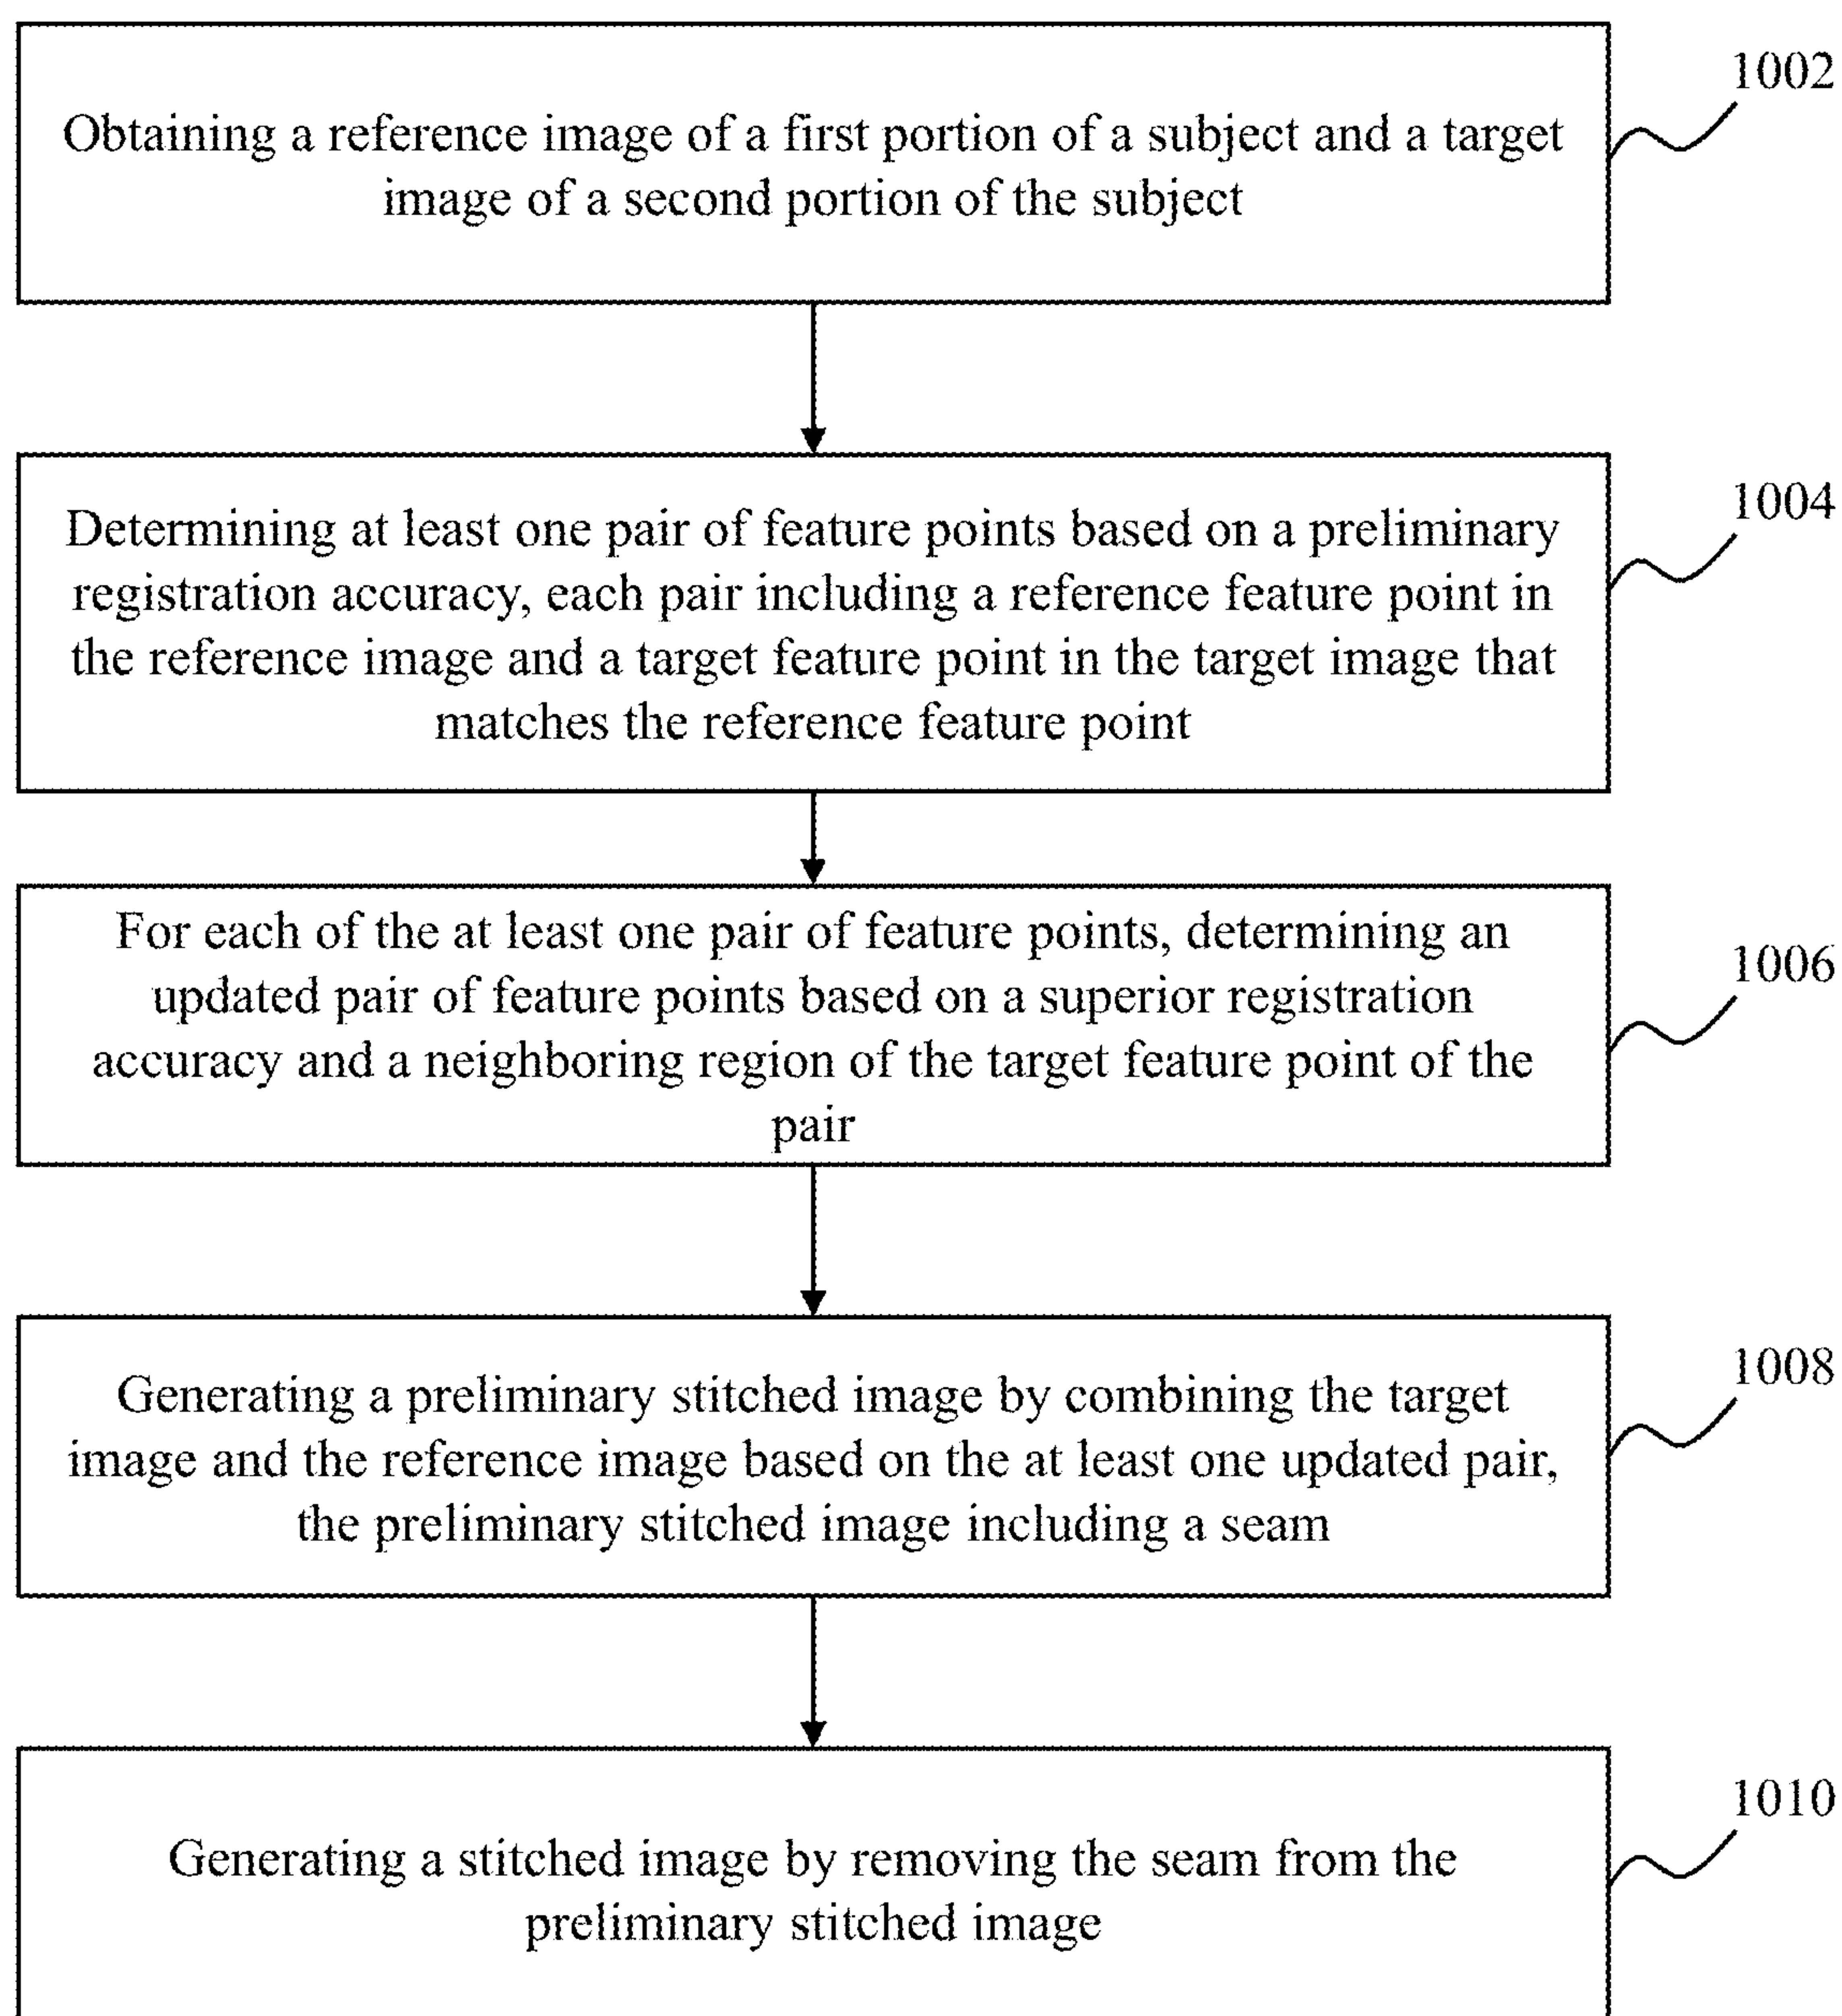 Obtaining a reference image of a first portion of a subject and a target
image of a second portion of the subject
1002
Determining at least one pair of feature points based on a preliminary
registration accuracy, each pair including a reference feature point in
the reference image and a target feature point in the target image that
matches the reference feature point
1004
For each of the at least one pair of feature points, determining an
updated pair of feature points based on a superior registration
accuracy and a neighboring region of the target feature point of the
pair
1006
Generating a preliminary stitched image by combining the target
image and the reference image based on the at least one updated pair,
the preliminary stitched image including a seam
1008
Generating a stitched image by removing the seam from the
preliminary stitched image
1010